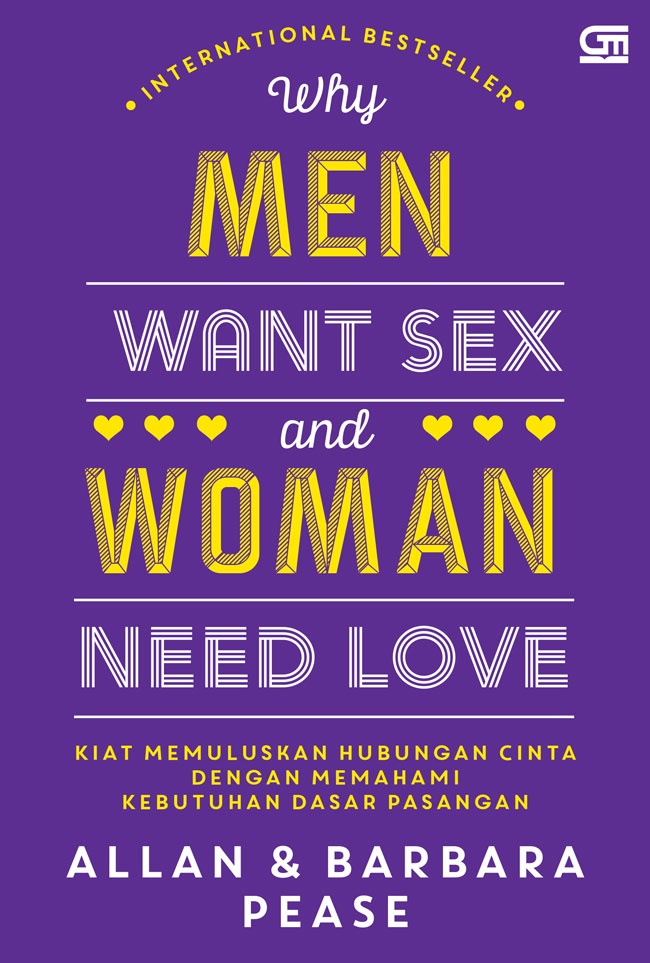 INTERNATIONAL BESTSELLER
Why
MEN
WANT SEX
and
WOMAN
NEED LOVE
KIAT MEMULUSKAN HUBUNGAN CINTA
DENGAN MEMAHAMI
KEBUTUHAN DASAR PASANGAN
ALLAN & BARBARA
PEASE